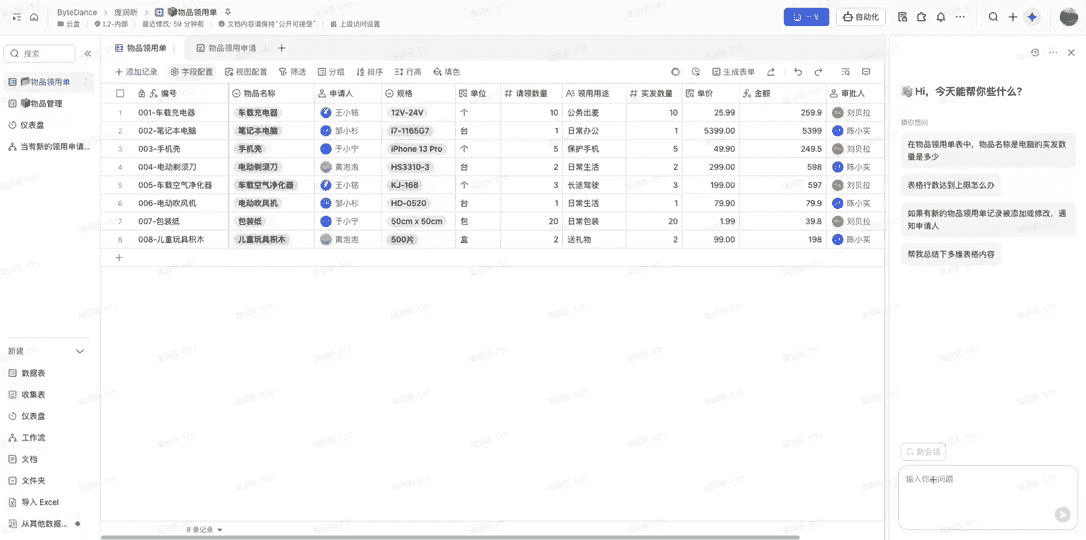 ByteDance > 庞润昕 > 📦物品领用单
云盘 | L2-内部 | 最近修改: 59 分钟前 | 文档内容请保持"公开可接受" | 上级访问设置
自动化
搜索
物品领用单
物品管理
仪表盘
当有新的领用申请...
新建
数据表
收集表
仪表盘
工作流
文档
文件夹
导入 Excel
从其他数据...
物品领用单 物品领用申请
添加记录 字段配置 视图配置 筛选 分组 排序 行高 填色 生成表单
编号 物品名称 申请人 规格 单位 请领数量 领用用途 实发数量 单价 金额 审批人
1 001-车载充电器 车载充电器 王小铭 12V-24V 个 10 公务出差 10 25.99 259.9 刘贝拉
2 002-笔记本电脑 笔记本电脑 邹小杉 i7-1165G7 台 1 日常办公 1 5399.00 5399 陈小实
3 003-手机壳 手机壳 于小宁 iPhone 13 Pro 个 5 保护手机 5 49.90 249.5 刘贝拉
4 004-电动剃须刀 电动剃须刀 黄泡泡 HS3310-3 台 2 日常生活 2 299.00 598 陈小实
5 005-车载空气净化器 车载空气净化器 王小铭 KJ-168 个 3 长途驾驶 3 199.00 597 刘贝拉
6 006-电动吹风机 电动吹风机 邹小杉 HD-0520 台 1 日常生活 1 79.90 79.9 陈小实
7 007-包装纸 包装纸 于小宁 50cm x 50cm 包 20 日常包装 20 1.99 39.8 刘贝拉
8 008-儿童玩具积木 儿童玩具积木 黄泡泡 500片 盒 2 送礼物 2 99.00 198 陈小实
8 条记录
Hi，今天能帮你些什么？
猜你想问
在物品领用单表中，物品名称是电脑的实发数
量是多少
表格行数达到上限怎么办
如果有新的物品领用单记录被添加或修改，通
知申请人
帮我总结下多维表格内容
新会话
输入你的问题